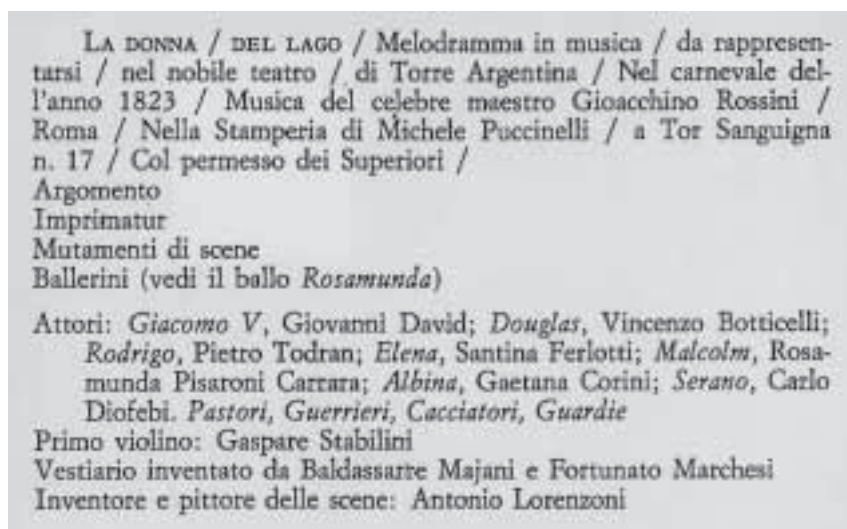 LA DONNA / DEL LAGO / Melodramma in musica / da rappresen-
tarsi / nel nobile teatro / di Torre Argentina / Nel carnevale del-
l'anno 1823 / Musica del celebre maestro Gioacchino Rossini /
Roma / Nella Stamperia di Michele Puccinelli / a Tor Sanguigna
n. 17 / Col permesso dei Superiori /
Argomento
Imprimatur
Mutamenti di scene
Ballerini (vedi il ballo Rosamunda)
Attori: Giacomo V, Giovanni David; Douglas, Vincenzo Botticelli;
Rodrigo, Pietro Todran; Elena, Santina Ferlotti; Malcolm, Rosa-
munda Pisaroni Carrara; Albina, Gaetana Corini; Serano, Carlo
Diofebi. Pastori, Guerrieri, Cacciatori, Guardie
Primo violino: Gaspare Stabilini
Vestiario inventato da Baldassarre Majani e Fortunato Marchesi
Inventore e pittore delle scene: Antonio Lorenzoni